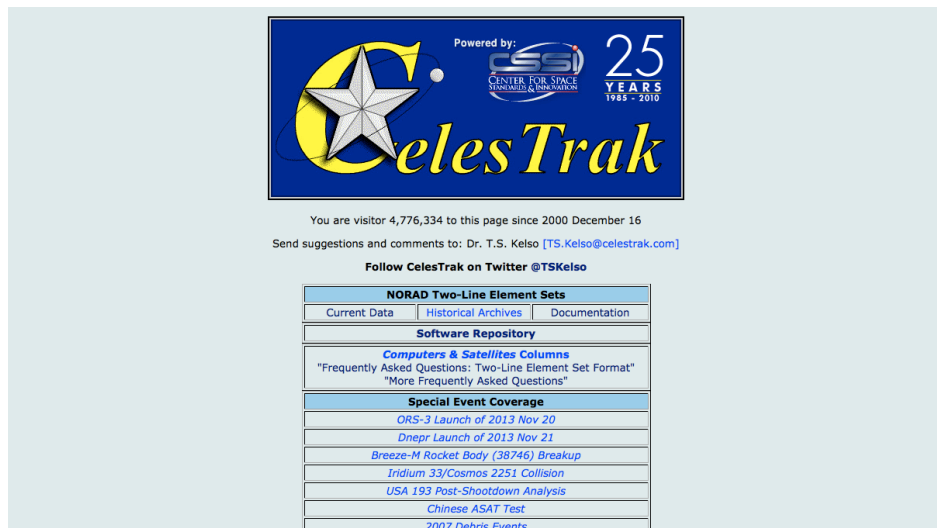 Powered by:
CSSI
CENTER FOR SPACE
STANDARDS & INNOVATION
25
YEARS
1985 - 2010
CelesTrak
You are visitor 4,776,334 to this page since 2000 December 16
Send suggestions and comments to: Dr. T.S. Kelso [TS.Kelso@celestrak.com]
Follow CelesTrak on Twitter @TSKelso
NORAD Two-Line Element Sets
Current Data Historical Archives Documentation
Software Repository
Computers & Satellites Columns
"Frequently Asked Questions: Two-Line Element Set Format"
"More Frequently Asked Questions"
Special Event Coverage
ORS-3 Launch of 2013 Nov 20
Dnepr Launch of 2013 Nov 21
Breeze-M Rocket Body (38746) Breakup
Iridium 33/Cosmos 2251 Collision
USA 193 Post-Shootdown Analysis
Chinese ASAT Test
2007 Debris Events